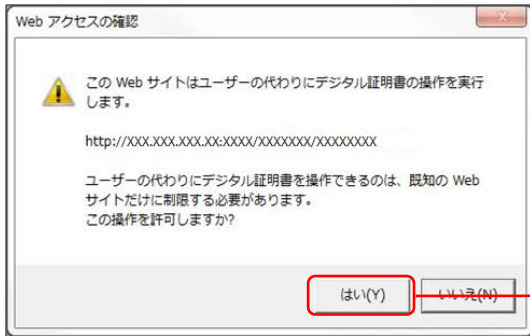 Web アクセスの確認
この Web サイトはユーザーの代わりにデジタル証明書の操作を実行
します。
http://XXX.XXX.XXX.XX:XXXX/XXXXXXX/XXXXXXXX
ユーザーの代わりにデジタル証明書を操作できるのは、既知の Web
サイトだけに制限する必要があります。
この操作を許可しますか?
はい(Y)
いいえ(N)